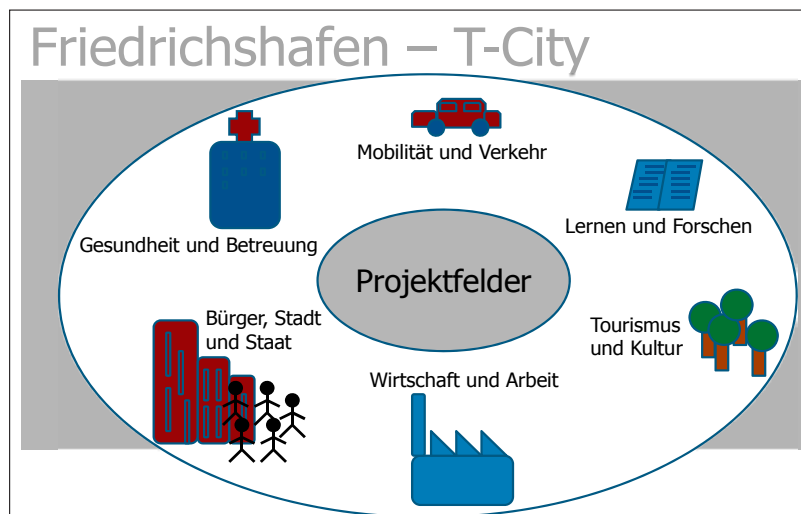 Friedrichshafen – T-City
Mobilität und Verkehr
Lernen und Forschen
Gesundheit und Betreuung
Projektfelder
Bürger, Stadt
und Staat
Tourismus
und Kultur
Wirtschaft und Arbeit